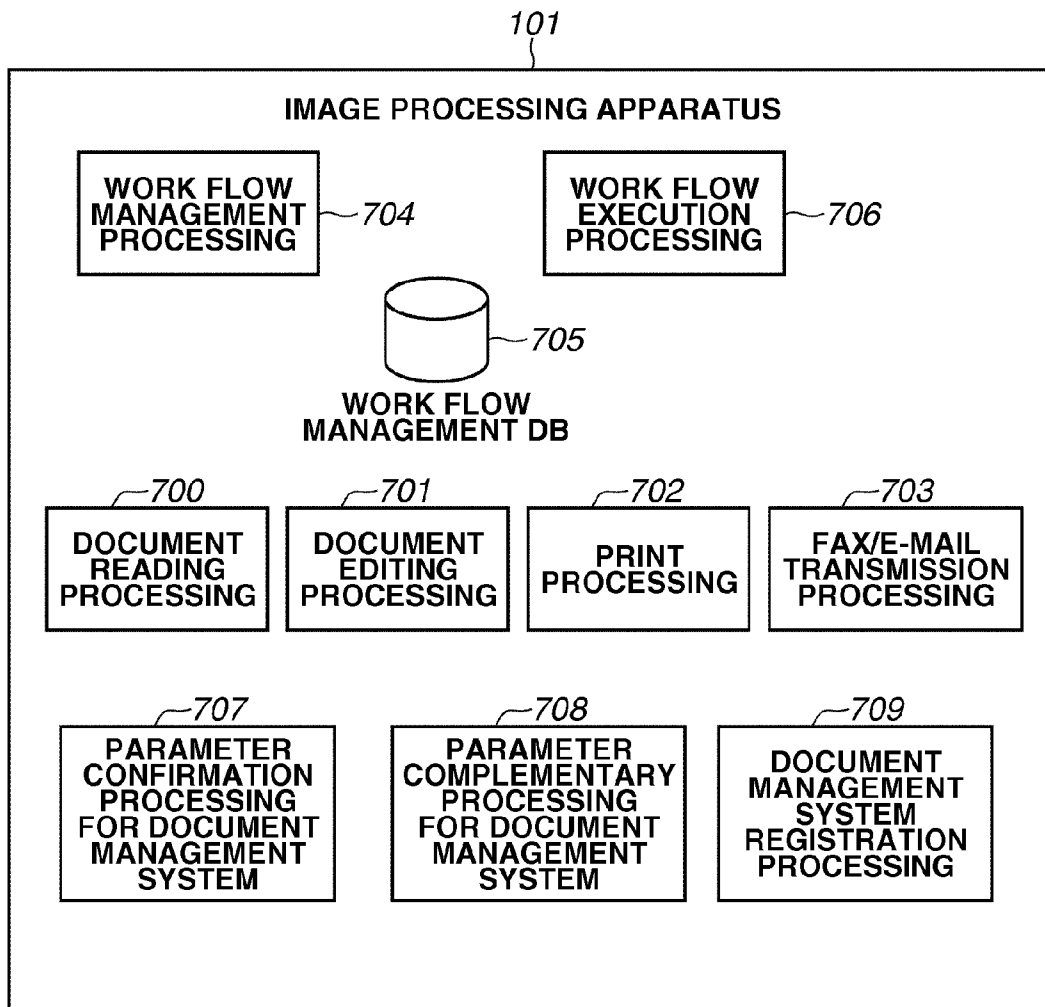 101
IMAGE PROCESSING APPARATUS
WORK FLOW
MANAGEMENT
PROCESSING
704
WORK FLOW
EXECUTION
PROCESSING
706
705
WORK FLOW
MANAGEMENT DB
700
DOCUMENT
READING
PROCESSING
701
DOCUMENT
EDITING
PROCESSING
702
PRINT
PROCESSING
703
FAX/E-MAIL
TRANSMISSION
PROCESSING
707
PARAMETER
CONFIRMATION
PROCESSING
FOR DOCUMENT
MANAGEMENT
SYSTEM
708
PARAMETER
COMPLEMENTARY
PROCESSING
FOR DOCUMENT
MANAGEMENT
SYSTEM
709
DOCUMENT
MANAGEMENT
SYSTEM
REGISTRATION
PROCESSING